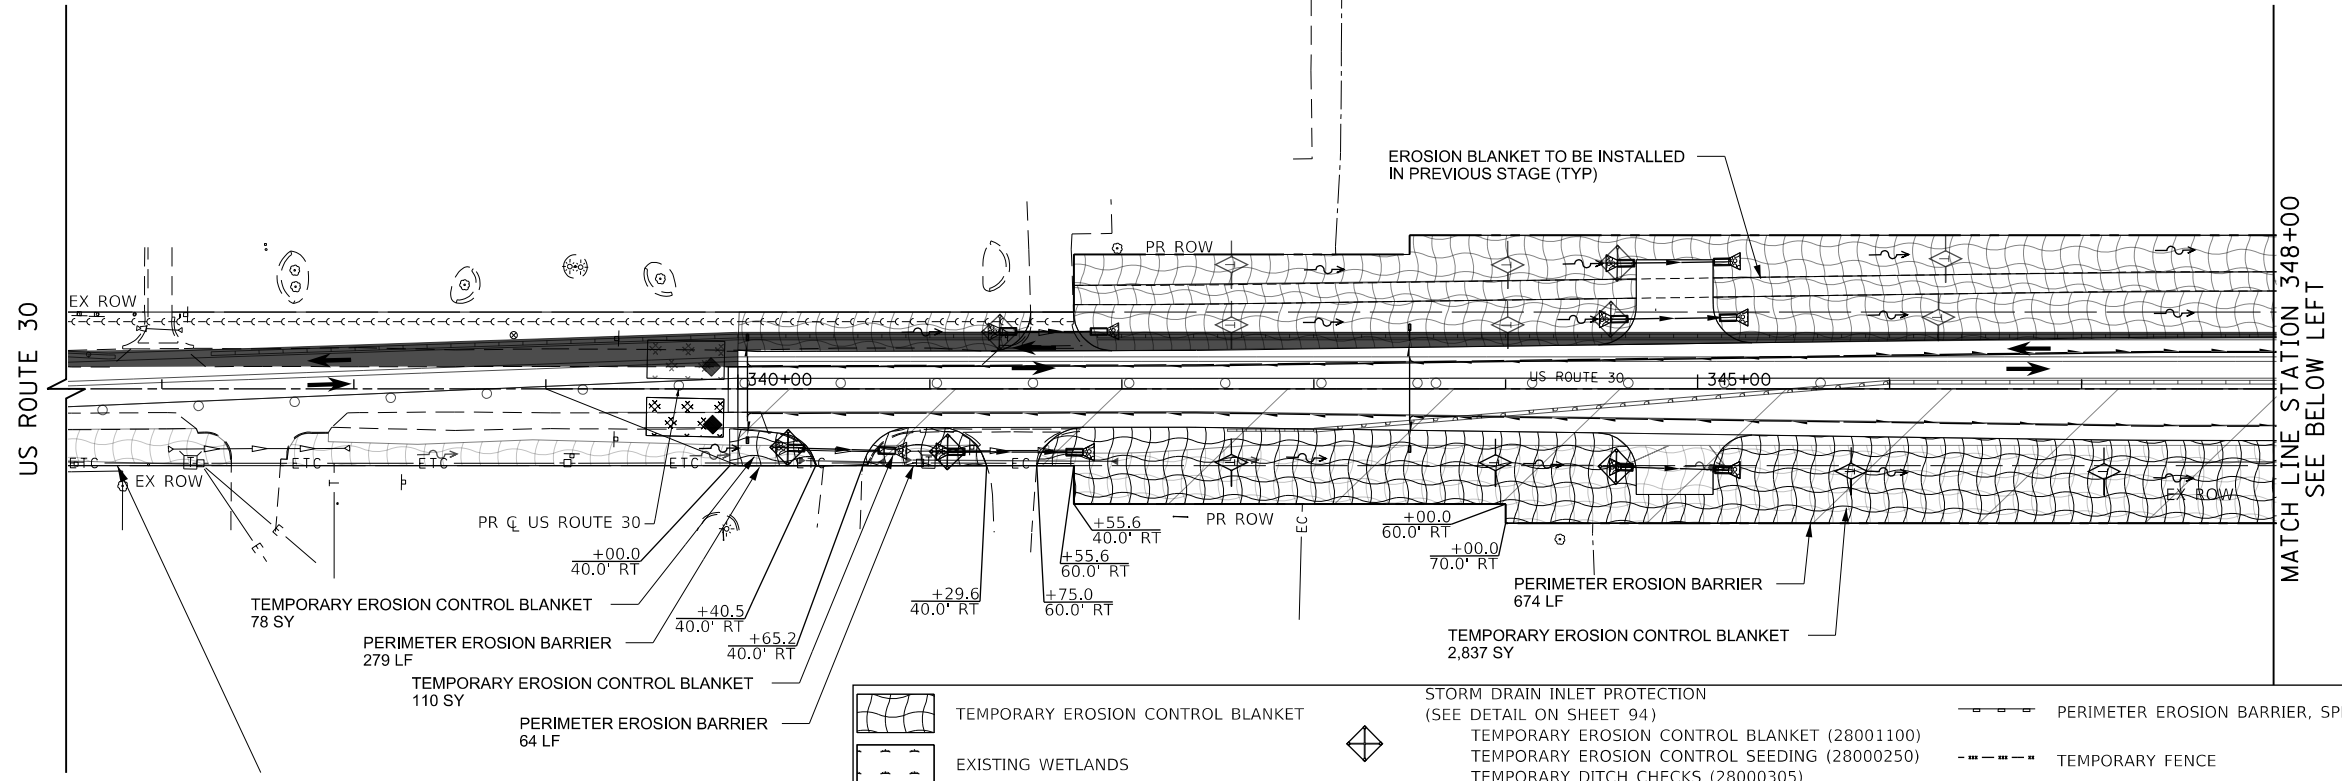 EROSION BLANKET TO BE INSTALLED
IN PREVIOUS STAGE (TYP)
PR ROW
EX ROW
US ROUTE 30
MATCH LINE STATION 348+00
SEE BELOW LEFT
340+00
US ROUTE 30
345+00
ETC
ETC
ETC
ETC
EX ROW
EX ROW
PR ℄ US ROUTE 30
PR ROW
EC
E
E
+00.0
40.0' RT
+40.5
40.0' RT
+65.2
40.0' RT
+29.6
40.0' RT
+75.0
60.0' RT
+55.6
60.0' RT
+55.6
40.0' RT
+00.0
60.0' RT
+00.0
70.0' RT
TEMPORARY EROSION CONTROL BLANKET
78 SY
PERIMETER EROSION BARRIER
279 LF
TEMPORARY EROSION CONTROL BLANKET
110 SY
PERIMETER EROSION BARRIER
64 LF
PERIMETER EROSION BARRIER
674 LF
TEMPORARY EROSION CONTROL BLANKET
2,837 SY
TEMPORARY EROSION CONTROL BLANKET
EXISTING WETLANDS
STORM DRAIN INLET PROTECTION
(SEE DETAIL ON SHEET 94)
TEMPORARY EROSION CONTROL BLANKET (28001100)
TEMPORARY EROSION CONTROL SEEDING (28000250)
TEMPORARY DITCH CHECKS (28000305)
PERIMETER EROSION BARRIER,
TEMPORARY FENCE